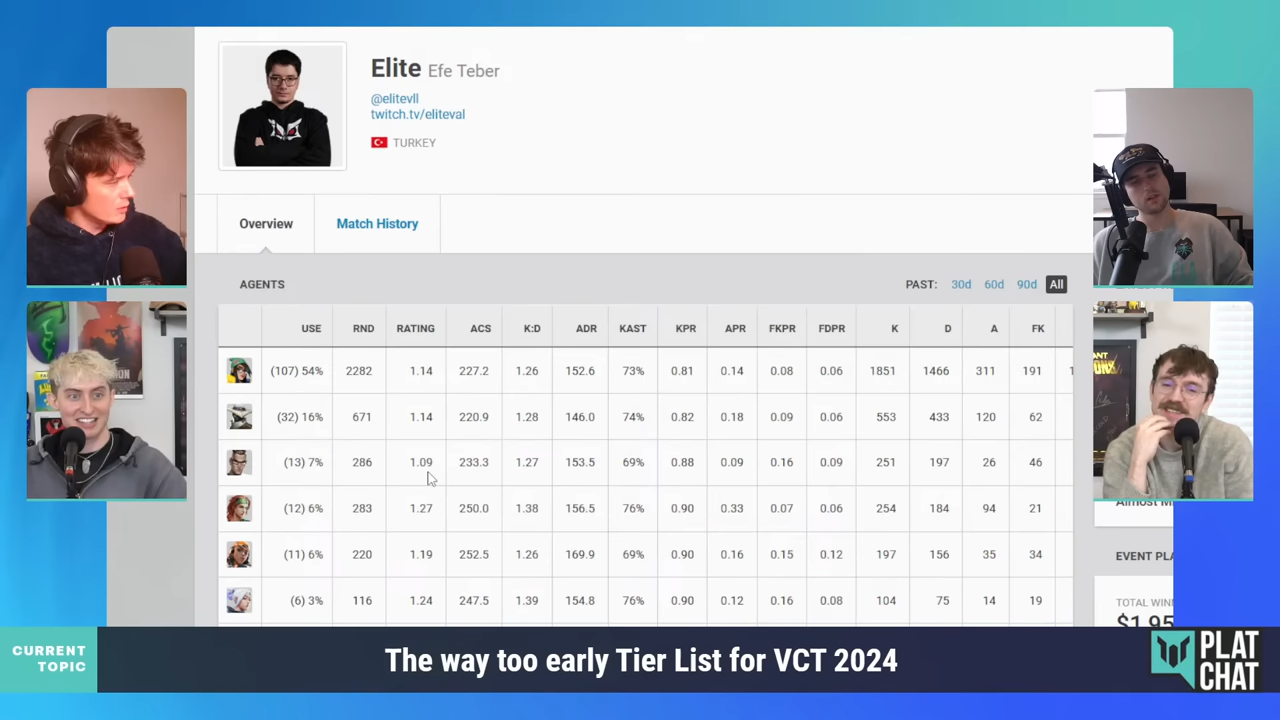 Elite Efe Teber
@elitevll
twitch.tv/eliteval
TURKEY
Overview
Match History
AGENTS
PAST: 30d 60d 90d All
USE RND RATING ACS K:D ADR KAST KPR APR FKPR FDPR K D A FK
(107) 54% 2282 1.14 227.2 1.26 152.6 73% 0.81 0.14 0.08 0.06 1851 1466 311 191
(32) 16% 671 1.14 220.9 1.28 146.0 74% 0.82 0.18 0.09 0.06 553 433 120 62
(13) 7% 286 1.09 233.3 1.27 153.5 69% 0.88 0.09 0.16 0.09 251 197 26 46
(12) 6% 283 1.27 250.0 1.38 156.5 76% 0.90 0.33 0.07 0.06 254 184 94 21
(11) 6% 220 1.19 252.5 1.26 169.9 69% 0.90 0.16 0.15 0.12 197 156 35 34
(6) 3% 116 1.24 247.5 1.39 154.8 76% 0.90 0.12 0.16 0.08 104 75 14 19
EVENT PLA
TOTAL WINN
$1,95
CURRENT
TOPIC
The way too early Tier List for VCT 2024
PLAT
CHAT